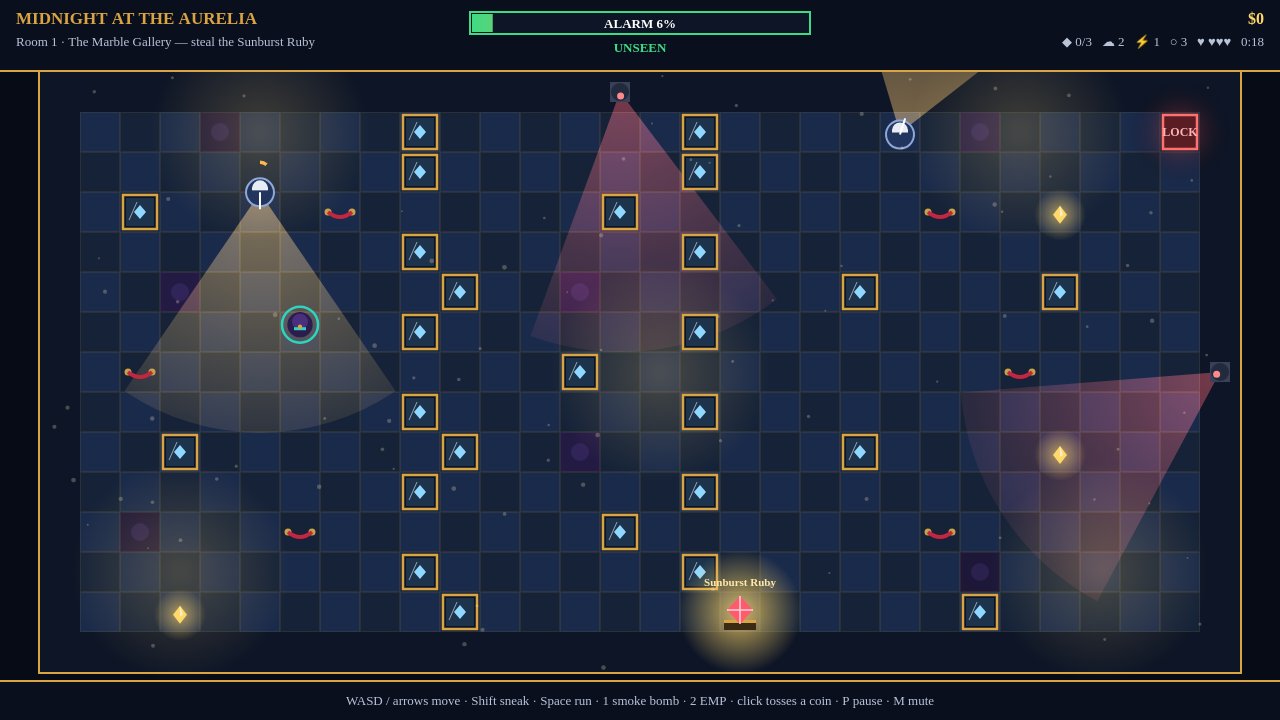 MIDNIGHT AT THE AURELIA
Room 1 · The Marble Gallery — steal the Sunburst Ruby
ALARM 6%
UNSEEN
$0
◆ 0/3 ☁ 2 ⚡ 1 ○ 3 ♥ ♥♥♥ 0:18
LOCK
Sunburst Ruby
WASD / arrows move · Shift sneak · Space run · 1 smoke bomb · 2 EMP · click tosses a coin · P pause · M mute